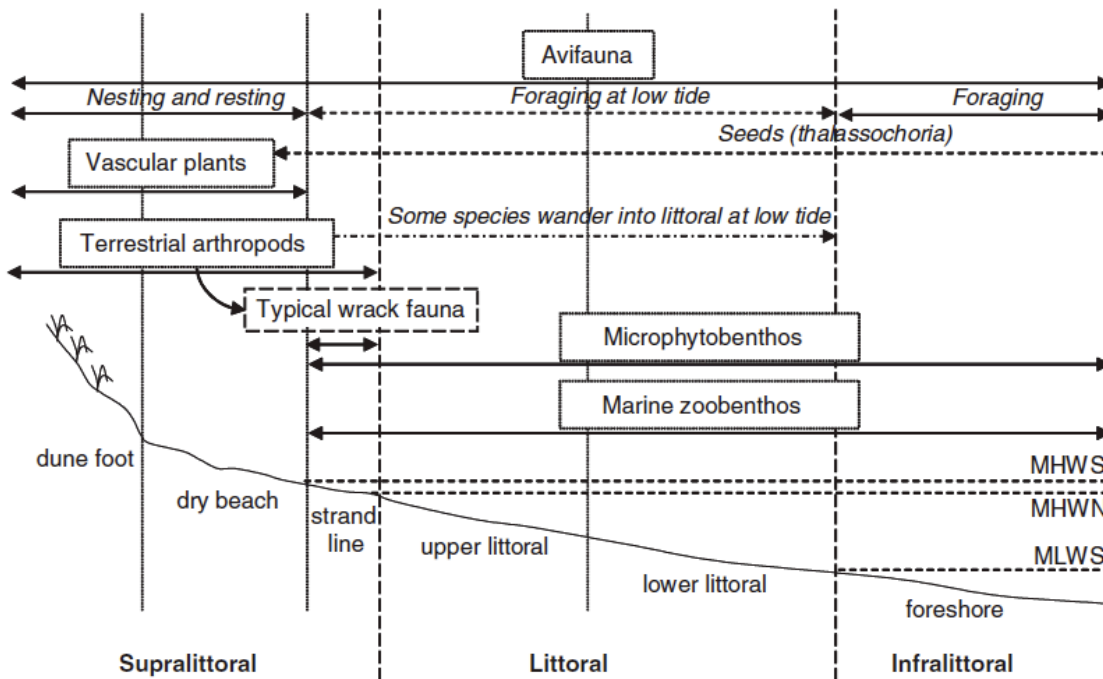 Avifauna
Nesting and resting
Foraging at low tide
Foraging
Seeds (thalassochoria)
Vascular plants
Some species wander into littoral at low tide
Terrestrial arthropods
Typical wrack fauna
Microphytobenthos
Marine zoobenthos
dune foot
MHWS
dry beach
MHWN
strand
line
upper littoral
MLWS
lower littoral
foreshore
Supralittoral
Littoral
Infralittoral